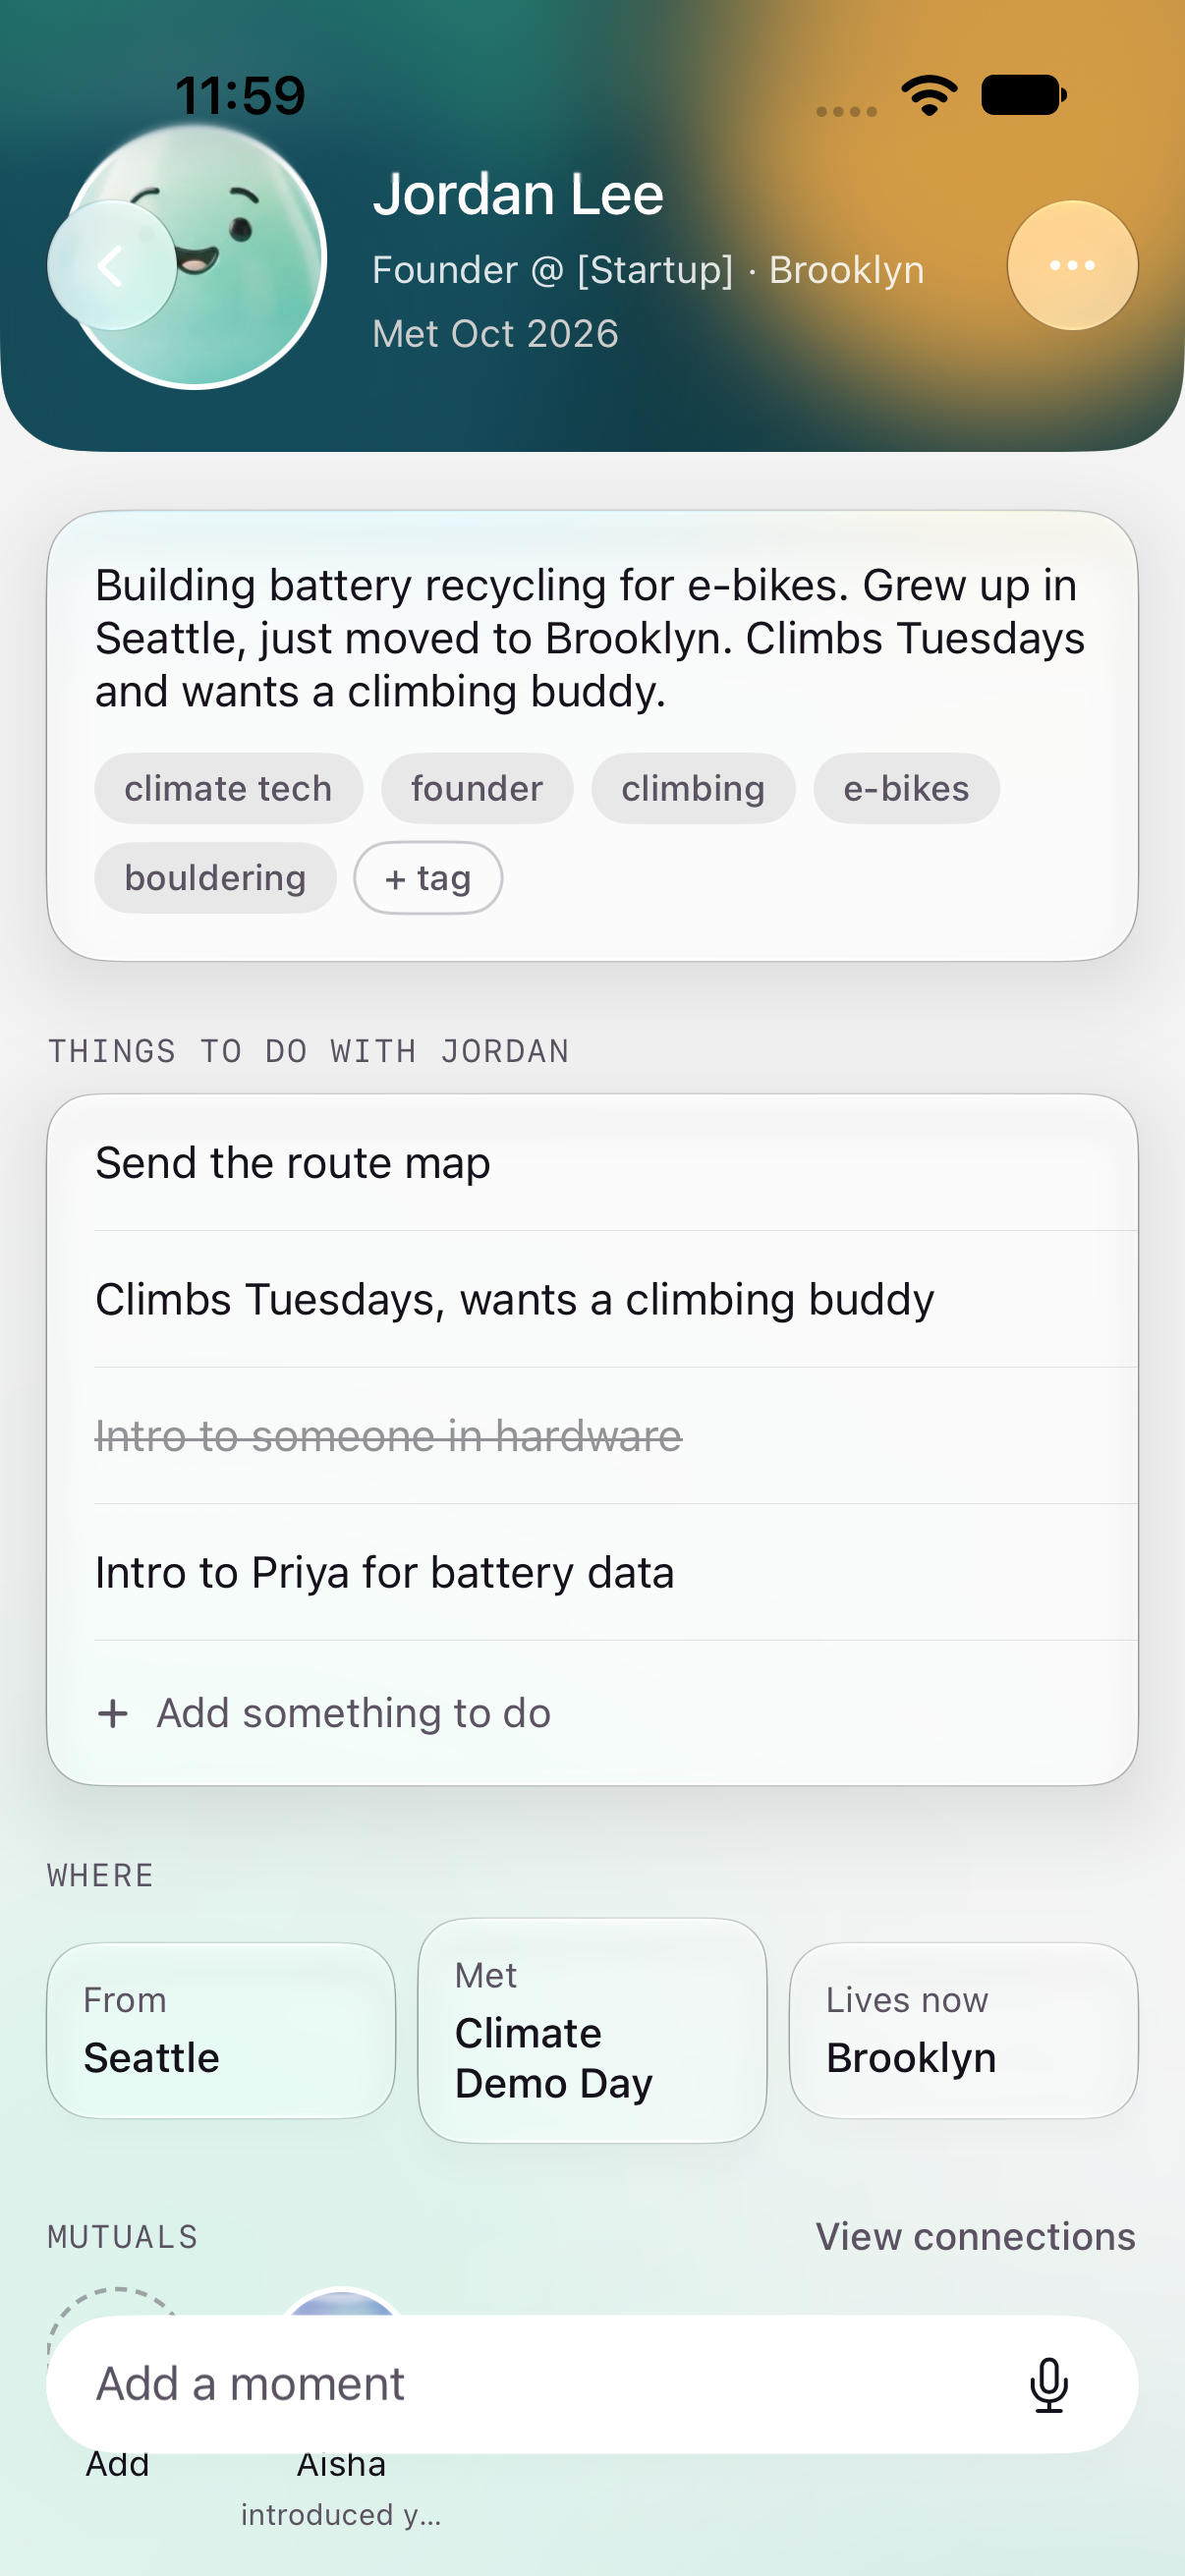 11:59
Jordan Lee
Founder @ [Startup] · Brooklyn
Met Oct 2026
Building battery recycling for e-bikes. Grew up in
Seattle, just moved to Brooklyn. Climbs Tuesdays
and wants a climbing buddy.
climate tech
founder
climbing
e-bikes
bouldering
+ tag
THINGS TO DO WITH JORDAN
Send the route map
Climbs Tuesdays, wants a climbing buddy
Intro to someone in hardware
Intro to Priya for battery data
+ Add something to do
WHERE
From
Seattle
Met
Climate
Demo Day
Lives now
Brooklyn
MUTUALS
View connections
Add a moment
Add
Aisha
introduced y...